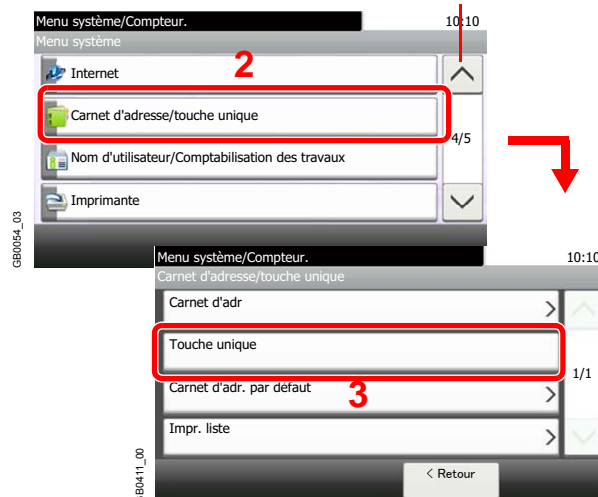 Menu système/Compteur.
10:10
Menu système
Internet
2
Carnet d'adresse/touche unique
4/5
Nom d'utilisateur/Comptabilisation des travaux
Imprimante
GB0054_03
Menu système/Compteur.
10:10
Carnet d'adresse/touche unique
Carnet d'adr
Touche unique
1/1
Carnet d'adr. par défaut
3
Impr. liste
GB0411_00
< Retour